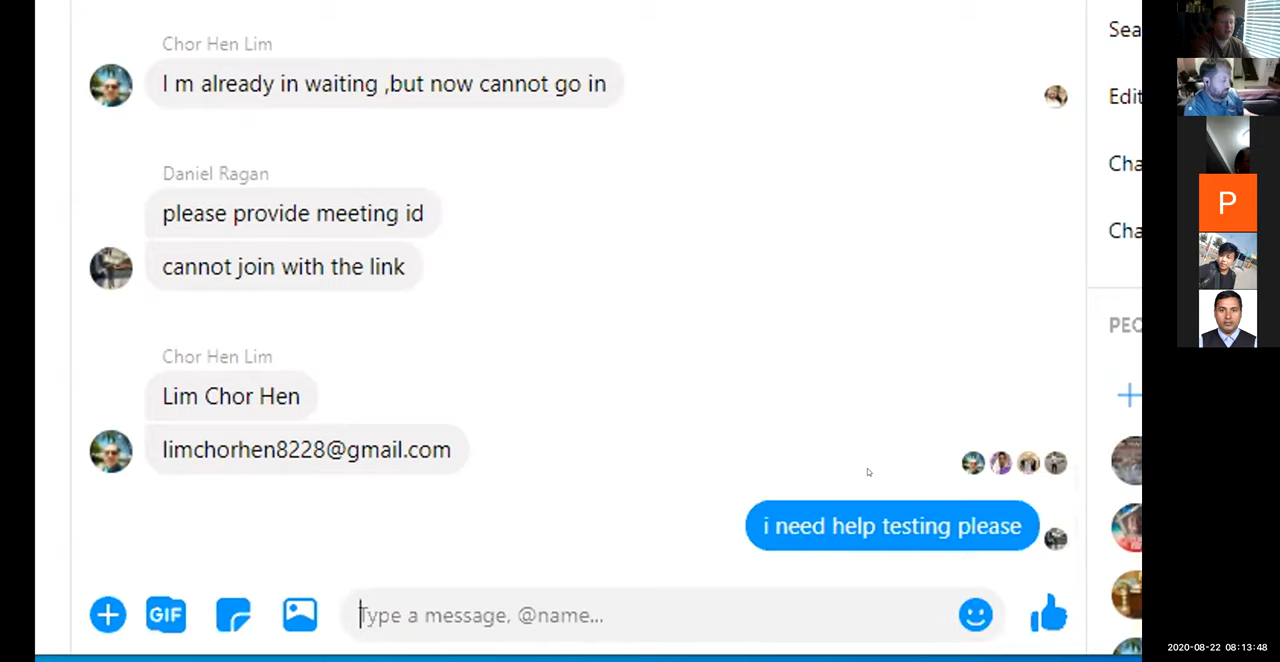 Chor Hen Lim
I m already in waiting ,but now cannot go in
Daniel Ragan
please provide meeting id
cannot join with the link
Chor Hen Lim
Lim Chor Hen
limchorhen8228@gmail.com
i need help testing please
GIF
Type a message, @name...
Sea
Edit
Cha
Cha
PEO
P
2020-08-22 08:13:48